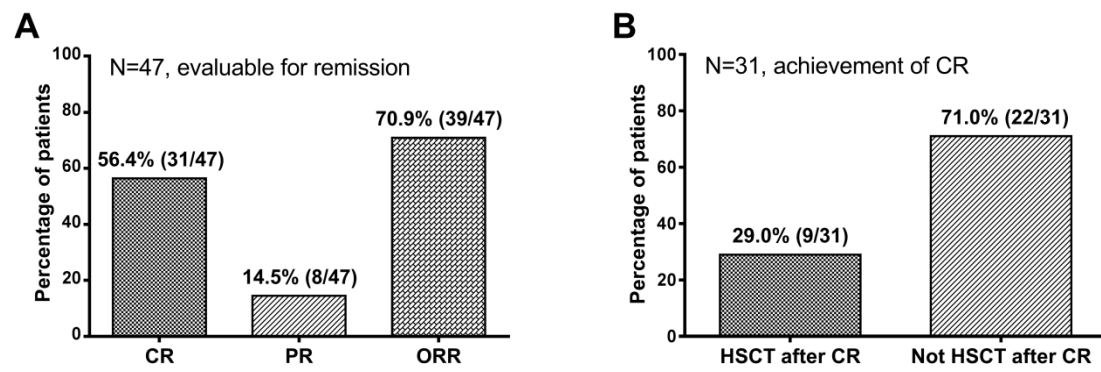 A
Percentage of patients
100
80
60
40
20
0
N=47, evaluable for remission
56.4% (31/47)
14.5% (8/47)
70.9% (39/47)
CR
PR
ORR
B
Percentage of patients
100
80
60
40
20
0
N=31, achievement of CR
29.0% (9/31)
71.0% (22/31)
HSCT after CR
Not HSCT after CR